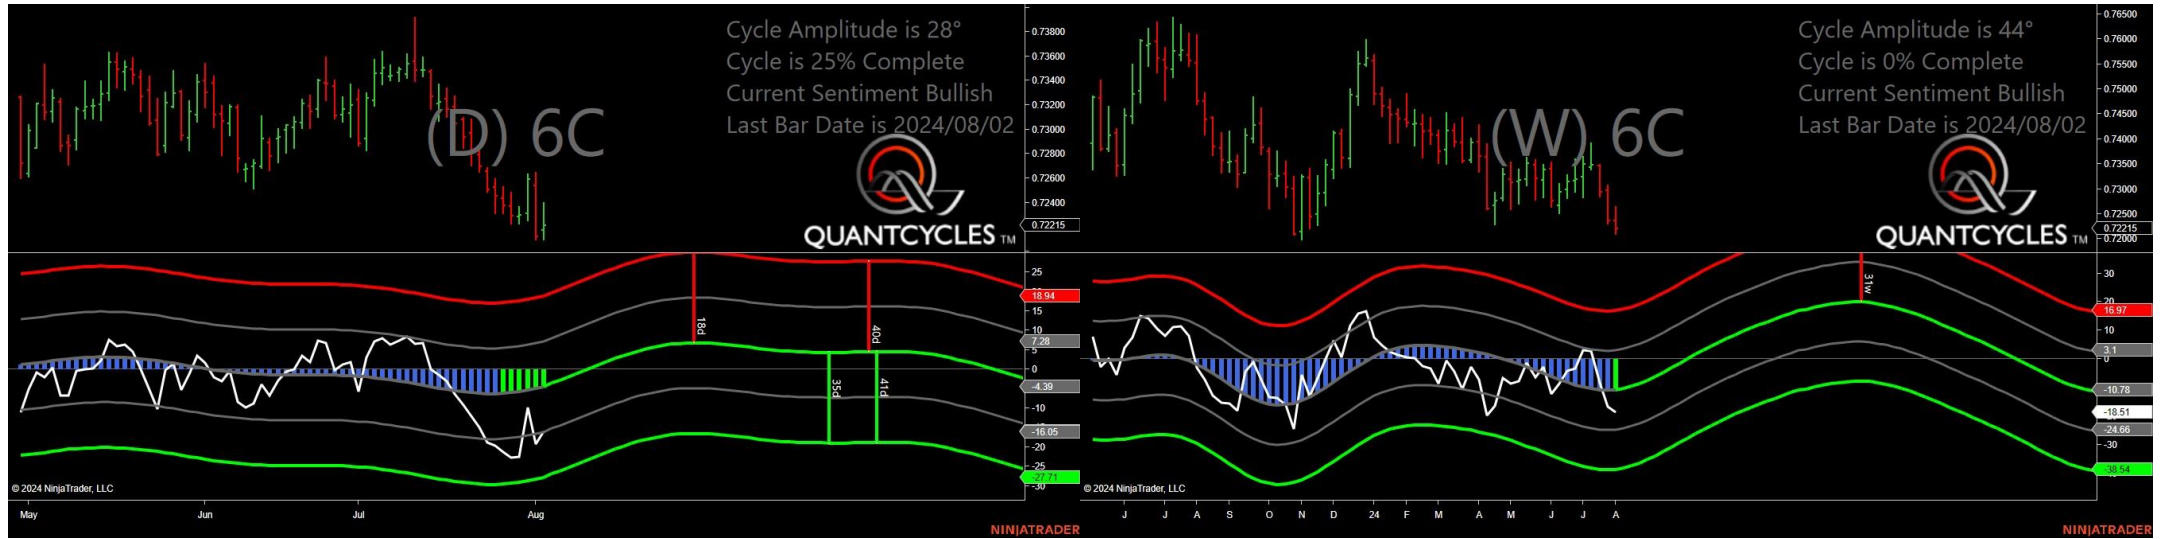 Cycle Amplitude is 28°
Cycle is 25% Complete
Current Sentiment Bullish
Last Bar Date is 2024/08/02
(D) 6C
QUANTCYCLES TM
0.73800
0.73600
0.73400
0.73200
0.73000
0.72800
0.72600
0.72400
0.72215
25
18.94
15
10
7.28
5
0
-4.39
-10
-16.05
-20
-25
-27.71
-30
18d
40d
35d
41d
© 2024 NinjaTrader, LLC
May
Jun
Jul
Aug
NINJATRADER
Cycle Amplitude is 44°
Cycle is 0% Complete
Current Sentiment Bullish
Last Bar Date is 2024/08/02
(W) 6C
QUANTCYCLES TM
0.76500
0.76000
0.75500
0.75000
0.74500
0.74000
0.73500
0.73000
0.72500
0.72215
0.72000
30
20
16.97
10
3.1
0
-10.78
-18.51
-24.66
-30
-38.54
31w
© 2024 NinjaTrader, LLC
J
J
A
S
O
N
D
24
F
M
A
M
J
J
A
NINJATRADER